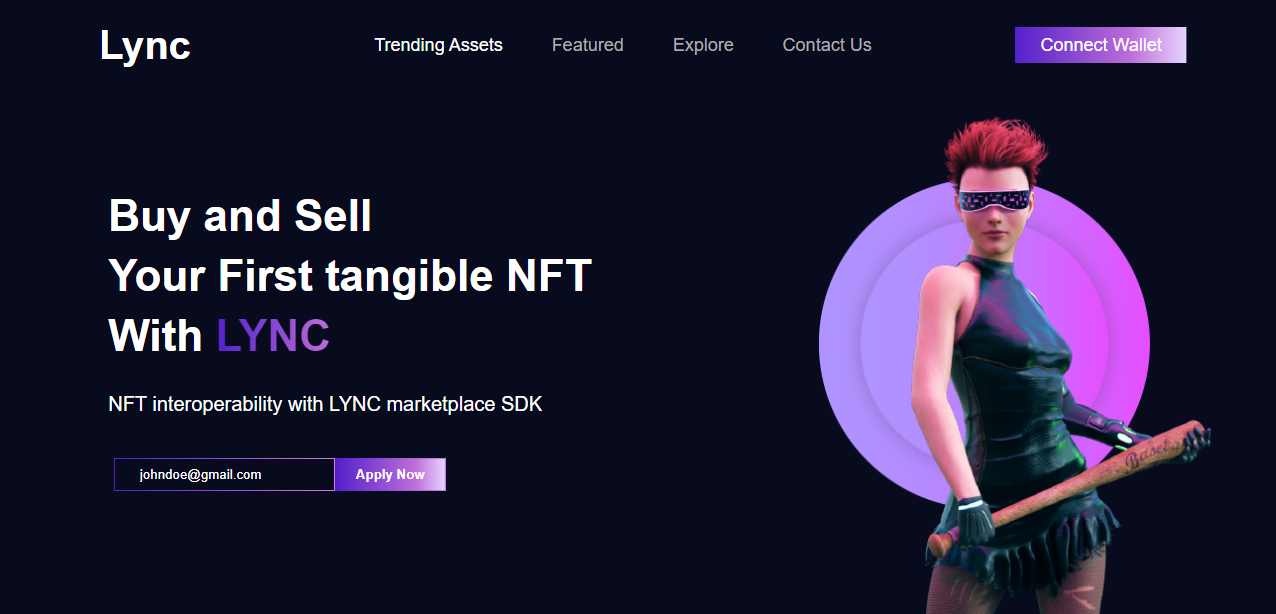 Lync
Trending Assets
Featured
Explore
Contact Us
Connect Wallet
Buy and Sell
Your First tangible NFT
With LYNC
NFT interoperability with LYNC marketplace SDK
johndoe@gmail.com
Apply Now
Baseball